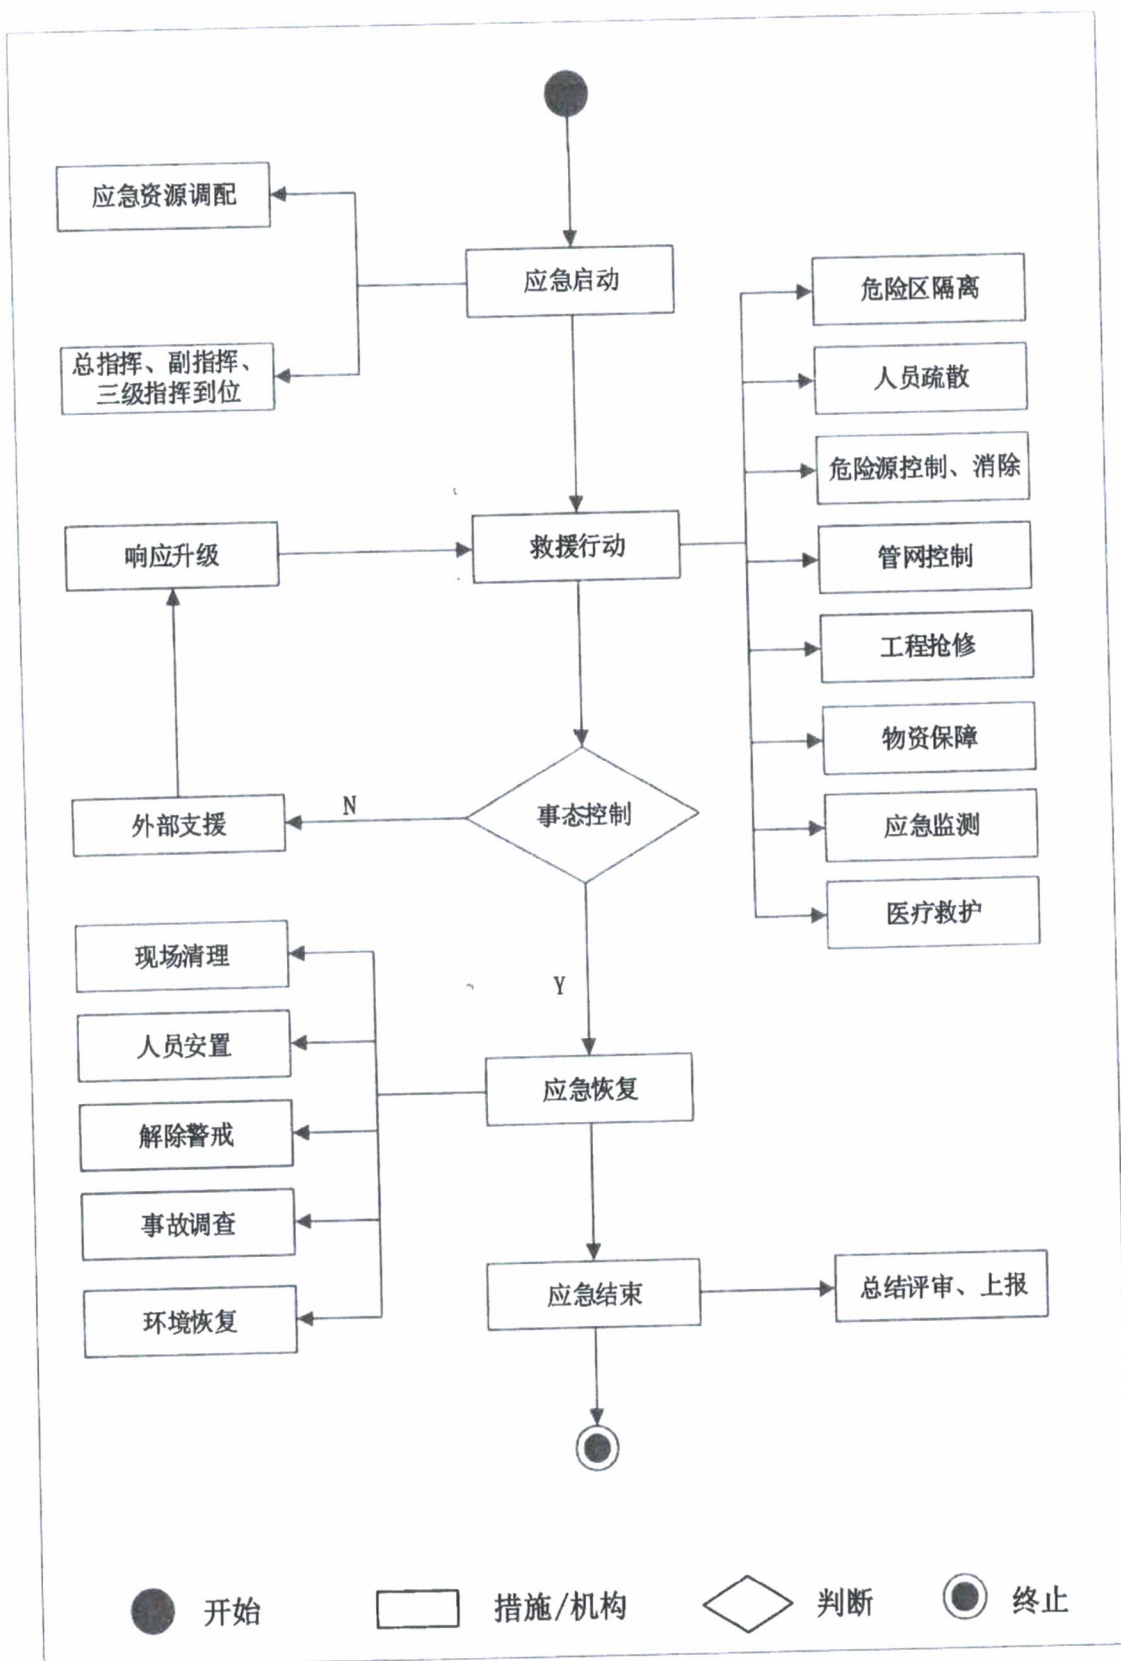 应急资源调配
应急启动
危险区隔离
总指挥、副指挥、
三级指挥到位
人员疏散
危险源控制、消除
响应升级
救援行动
管网控制
工程抢修
物资保障
外部支援
N
事态控制
应急监测
医疗救护
现场清理
Y
人员安置
应急恢复
解除警戒
事故调查
应急结束
总结评审、上报
环境恢复
开始
措施/机构
判断
终止